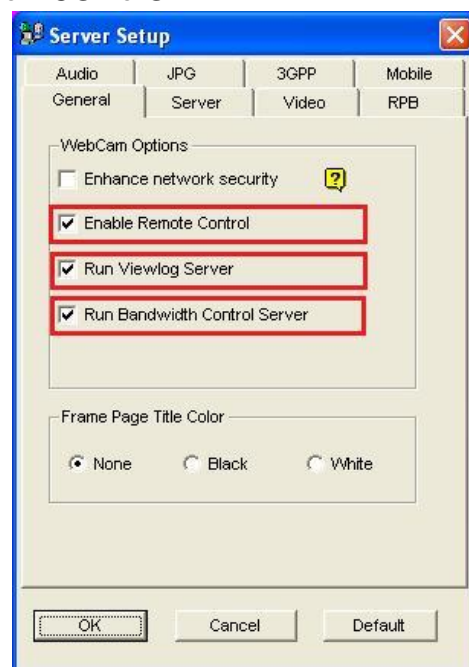 Server Setup
Audio JPG 3GPP Mobile
General Server Video RPB
WebCam Options
Enhance network security ?
Enable Remote Control
Run Viewlog Server
Run Bandwidth Control Server
Frame Page Title Color
None Black White
OK Cancel Default